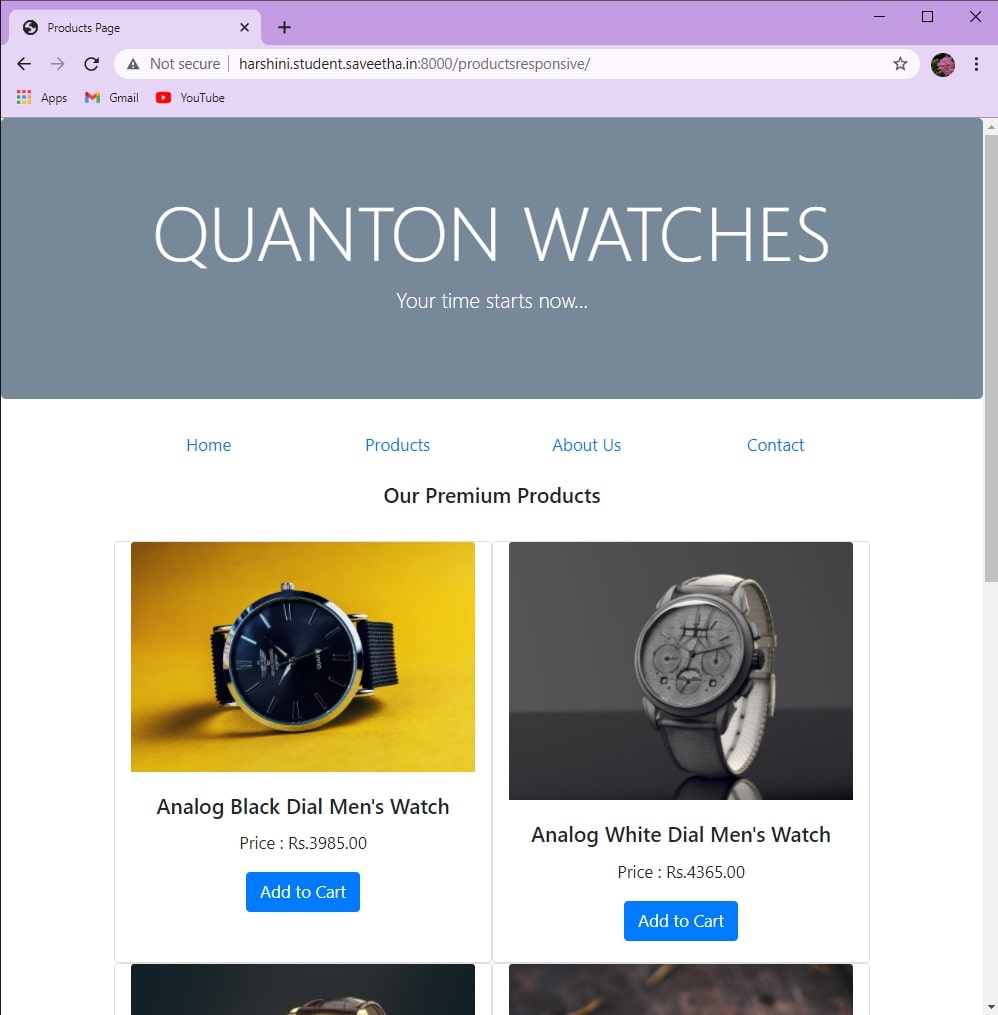 Products Page
Not secure harshini.student.saveetha.in:8000/productsresponsive/
Apps Gmail YouTube
QUANTON WATCHES
Your time starts now...
Home Products About Us Contact
Our Premium Products
Analog Black Dial Men's Watch
Price : Rs.3985.00
Add to Cart
Analog White Dial Men's Watch
Price : Rs.4365.00
Add to Cart